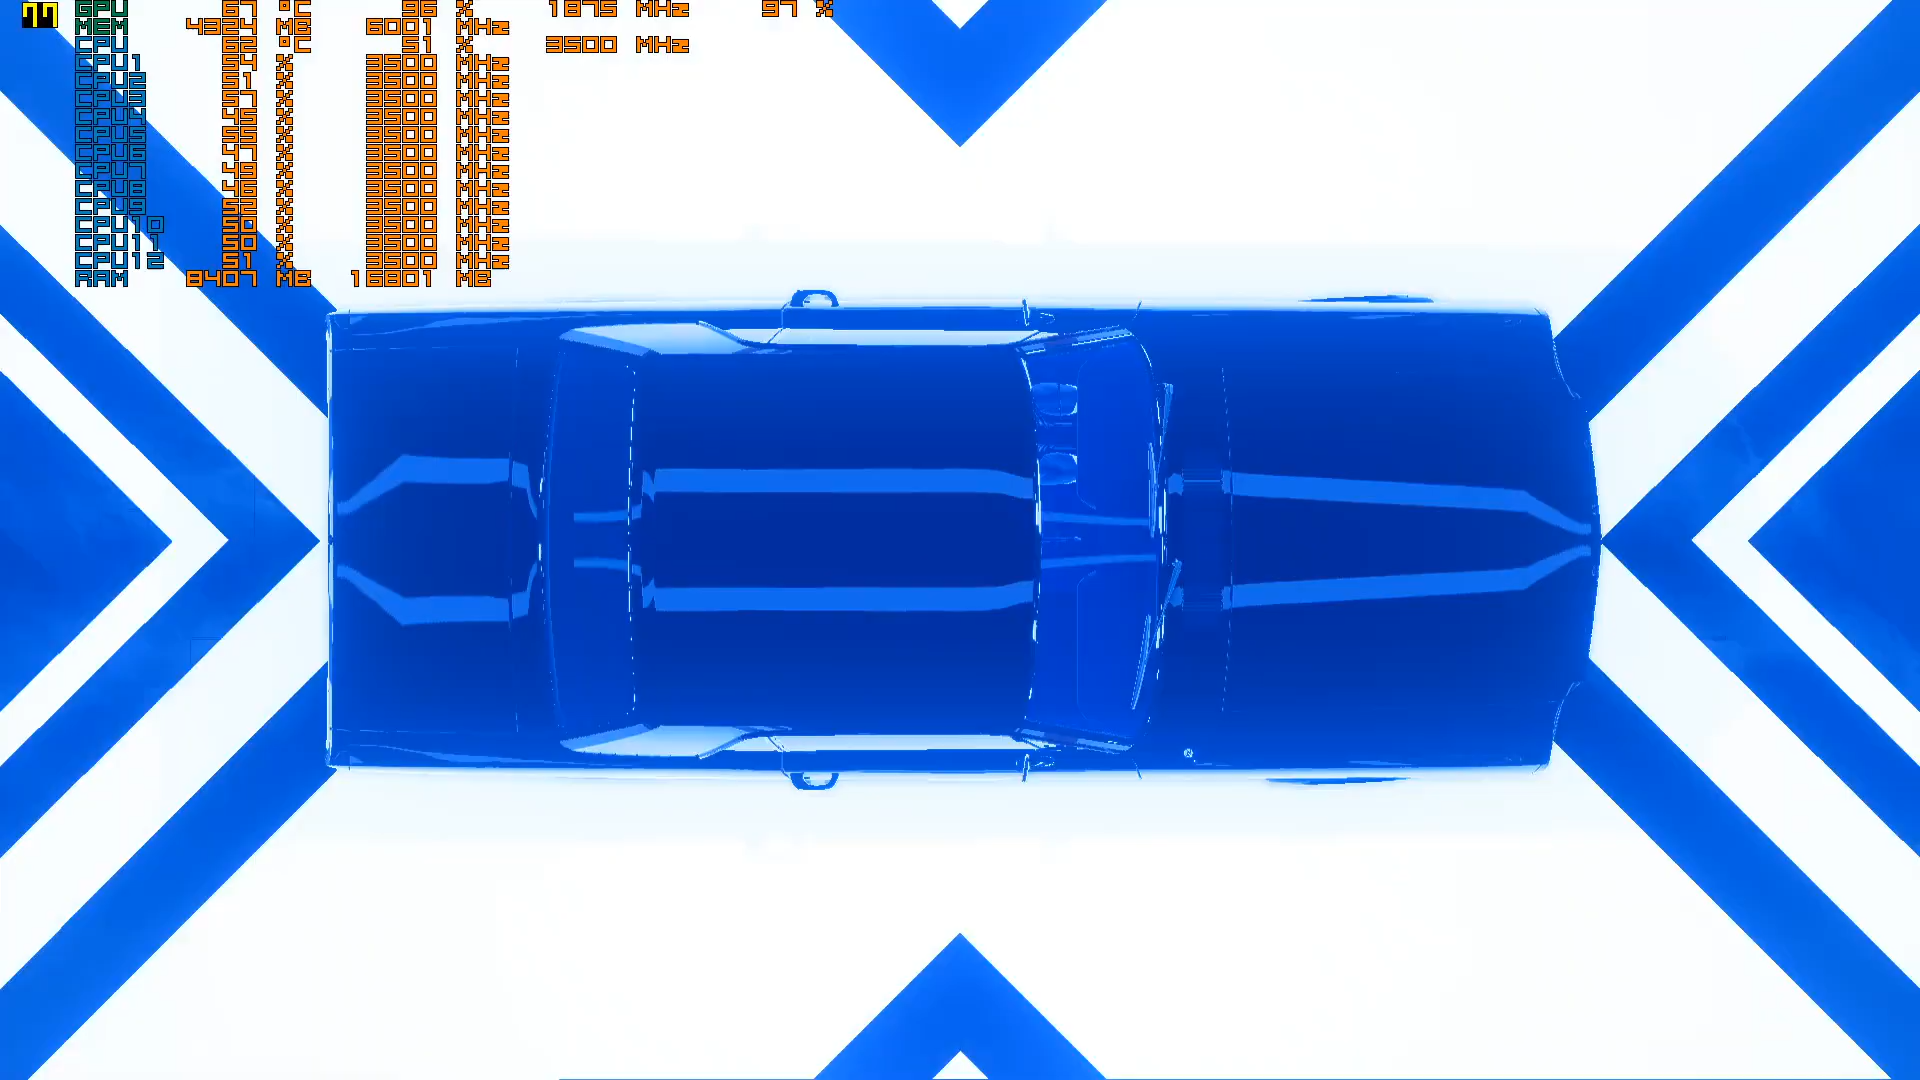 77 GPU 67 °C 96 % 1875 MHz 97 %
MEM 4324 MB 6001 MHz
CPU 62 °C 51 % 3500 MHz
CPU1 54 % 3500 MHz
CPU2 51 % 3500 MHz
CPU3 57 % 3500 MHz
CPU4 45 % 3500 MHz
CPU5 55 % 3500 MHz
CPU6 47 % 3500 MHz
CPU7 49 % 3500 MHz
CPU8 46 % 3500 MHz
CPU9 52 % 3500 MHz
CPU10 50 % 3500 MHz
CPU11 50 % 3500 MHz
CPU12 51 % 3500 MHz
RAM 8407 MB 16801 MB